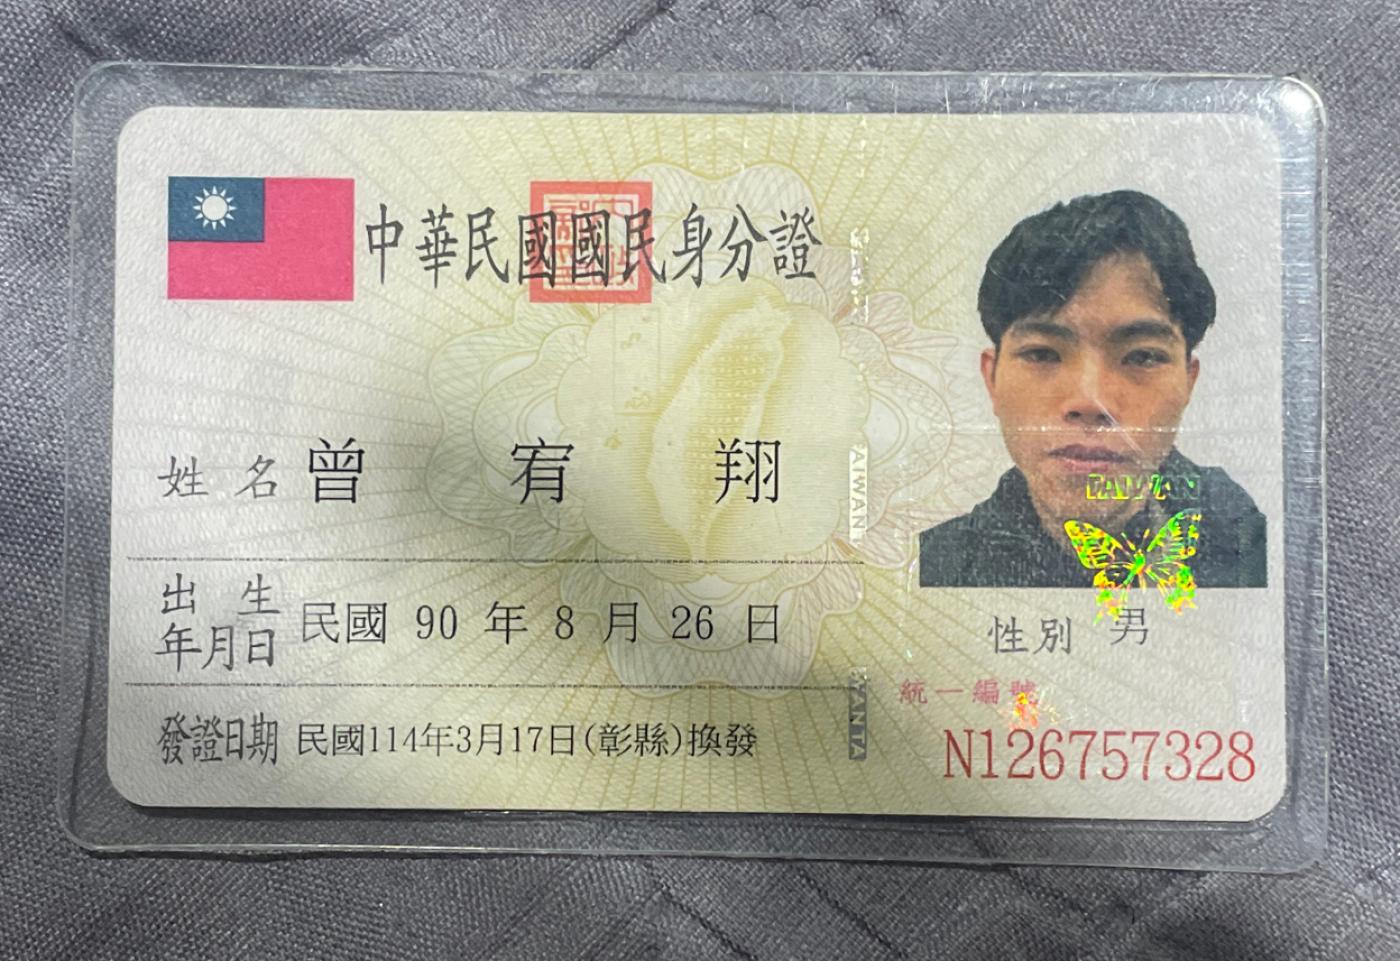 中華民國國民身分證
姓名 曾宥翔
出生年月日 民國 90 年 8 月 26 日
發證日期 民國114年3月17日(彰縣)換發
TAIWAN
性別 男
統一編號
N126757328